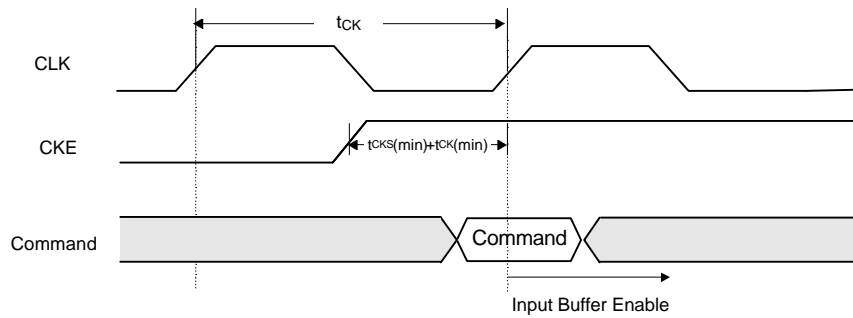 tCK
CLK
CKE
tCKS(min)+tCK(min)
Command
Command
Input Buffer Enable